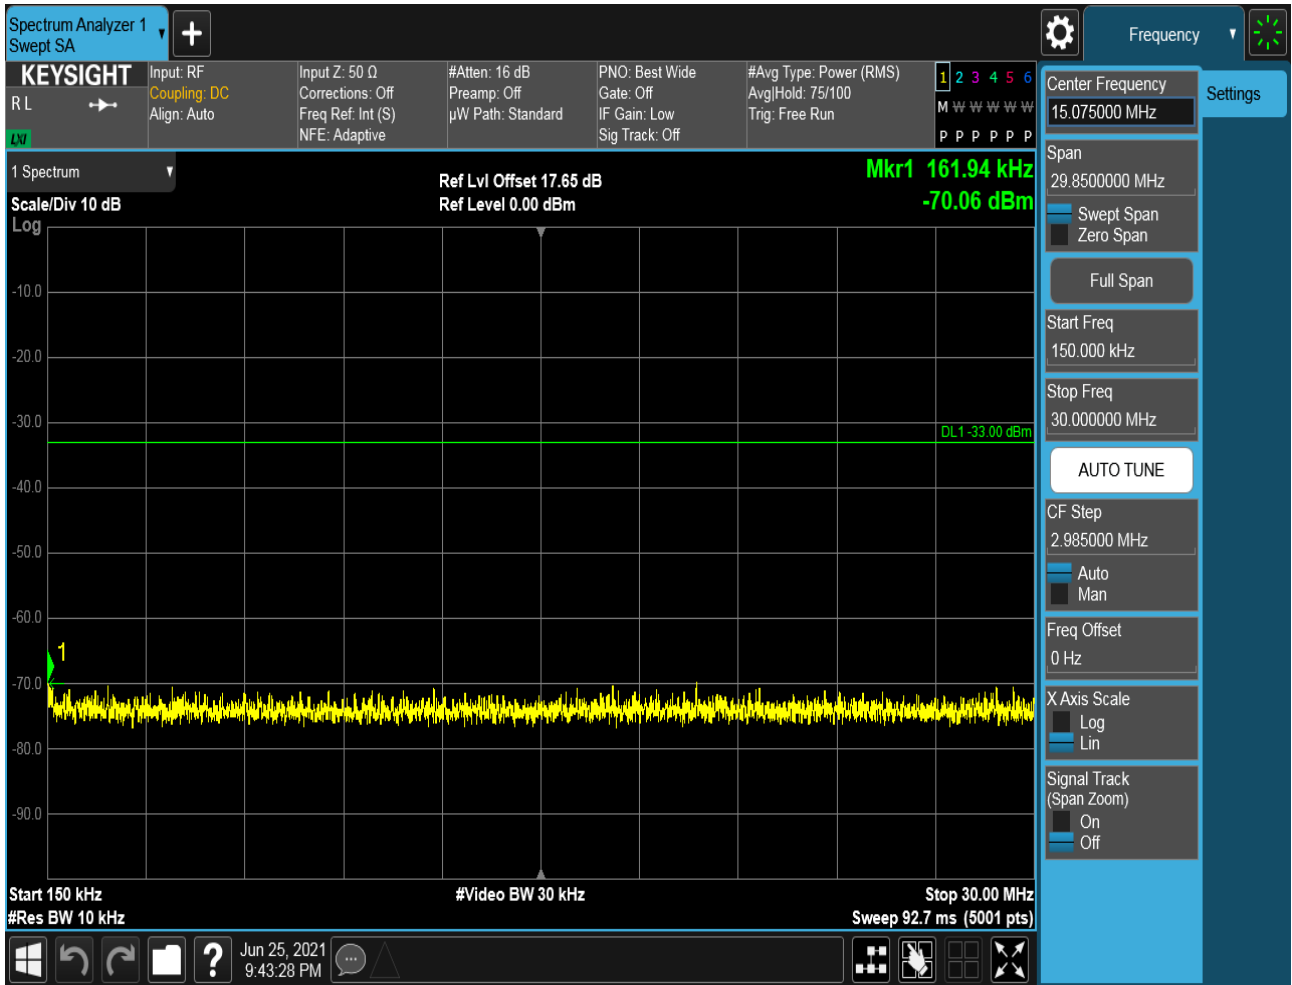 Spectrum Analyzer 1
Swept SA
+
Frequency
KEYSIGHT
R L
LXI
Input: RF
Coupling: DC
Align: Auto
Input Z: 50 Ω
Corrections: Off
Freq Ref: Int (S)
NFE: Adaptive
#Atten: 16 dB
Preamp: Off
µW Path: Standard
PNO: Best Wide
Gate: Off
IF Gain: Low
Sig Track: Off
#Avg Type: Power (RMS)
Avg|Hold: 75/100
Trig: Free Run
1 2 3 4 5 6
M W W W W W
P P P P P P
Center Frequency
15.075000 MHz
Settings
Span
29.8500000 MHz
Swept Span
Zero Span
Full Span
Start Freq
150.000 kHz
Stop Freq
30.000000 MHz
AUTO TUNE
CF Step
2.985000 MHz
Auto
Man
Freq Offset
0 Hz
X Axis Scale
Log
Lin
Signal Track
(Span Zoom)
On
Off
1 Spectrum
Scale/Div 10 dB
Log
Ref Lvl Offset 17.65 dB
Ref Level 0.00 dBm
Mkr1 161.94 kHz
-70.06 dBm
-10.0
-20.0
-30.0
DL1 -33.00 dBm
-40.0
-50.0
-60.0
1
-70.0
-80.0
-90.0
Start 150 kHz
#Video BW 30 kHz
Stop 30.00 MHz
#Res BW 10 kHz
Sweep 92.7 ms (5001 pts)
?
Jun 25, 2021
9:43:28 PM